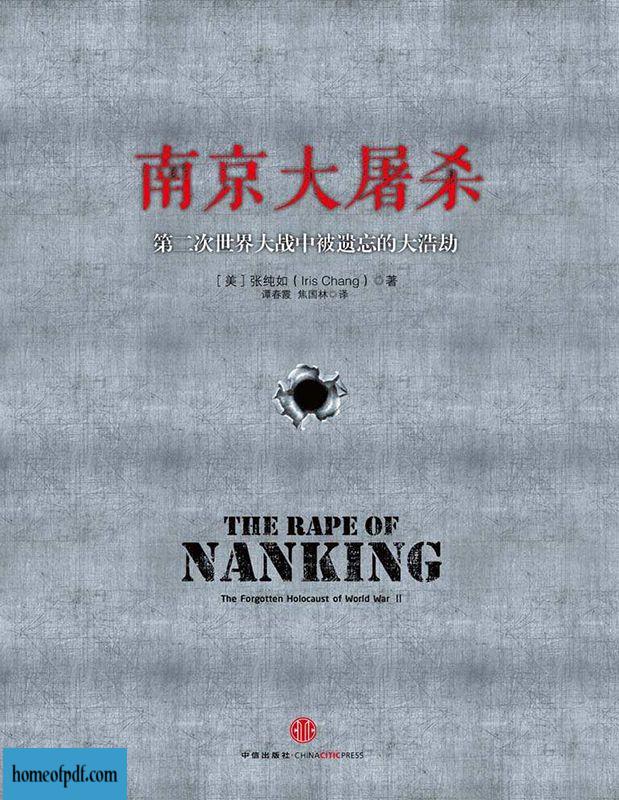 南京大屠杀
第二次世界大战中被遗忘的大浩劫
［美］张纯如（Iris Chang）◎著
谭春霞 焦国林◎译
THE RAPE OF
NANKING
The Forgotten Holocaust of World War II
中信出版社·CHINACITICPRESS
homeofpdf.com